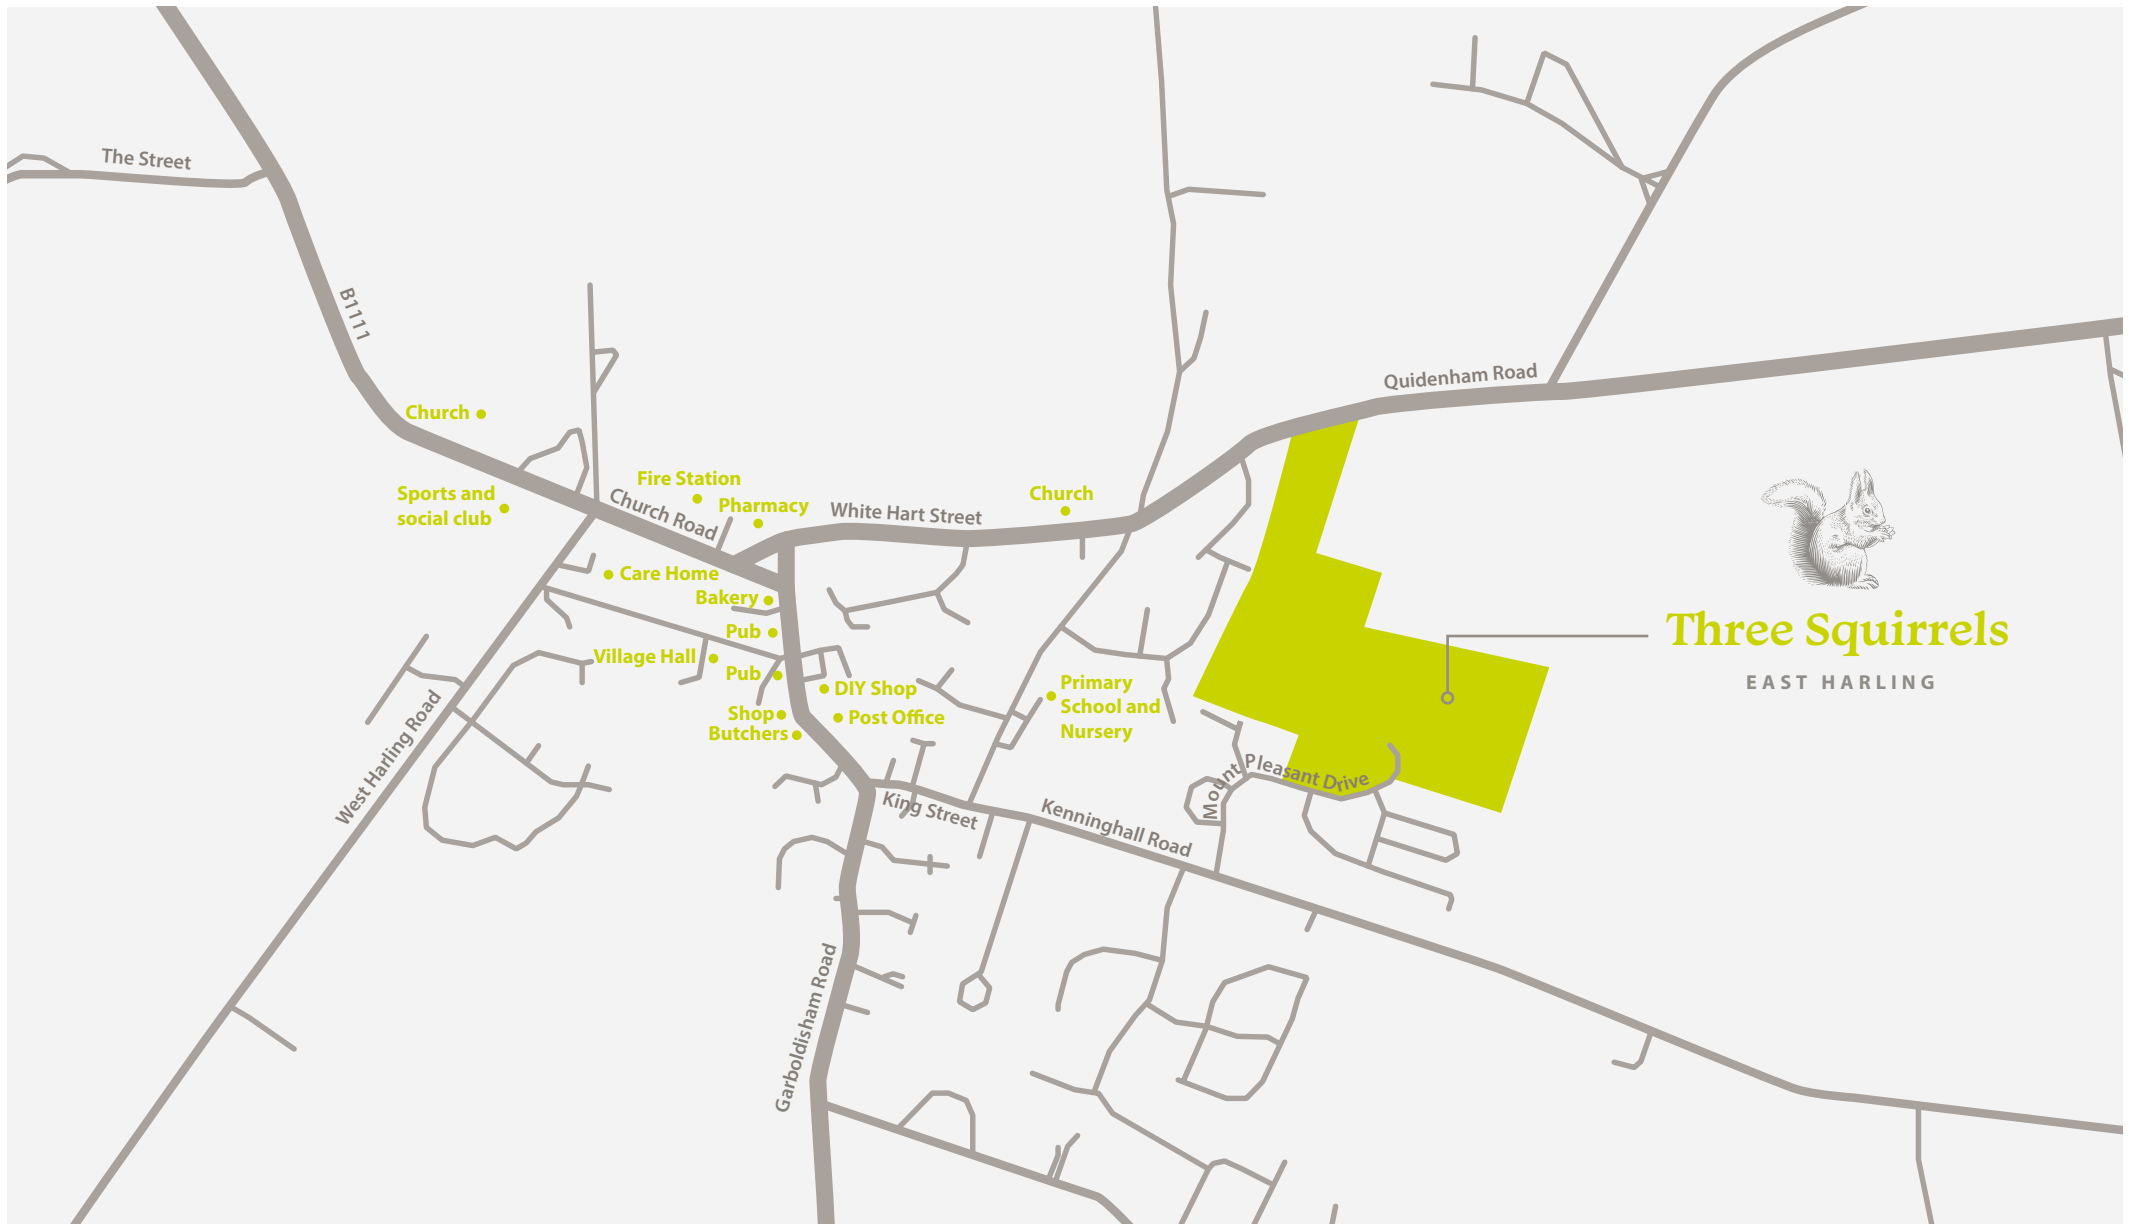 The Street
B1111
Quidenham Road
Church
Sports and
social club
Fire Station
Pharmacy
Church Road
White Hart Street
Church
Care Home
Bakery
Pub
Village Hall
Pub
DIY Shop
Shop
Post Office
Butchers
Primary
School and
Nursery
Three Squirrels
EAST HARLING
West Harling Road
Mount Pleasant Drive
King Street
Kenninghall Road
Garboldisham Road